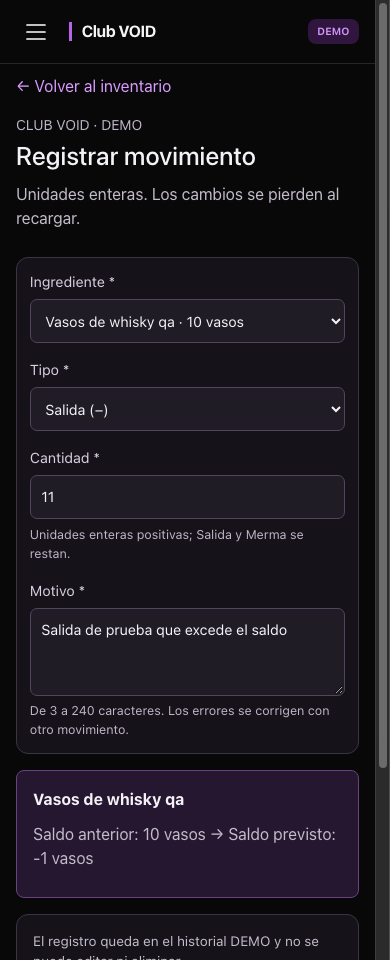 Club VOID
DEMO
← Volver al inventario
CLUB VOID · DEMO
Registrar movimiento
Unidades enteras. Los cambios se pierden al
recargar.
Ingrediente *
Vasos de whisky qa · 10 vasos
Tipo *
Salida (−)
Cantidad *
11
Unidades enteras positivas; Salida y Merma se
restan.
Motivo *
Salida de prueba que excede el saldo
De 3 a 240 caracteres. Los errores se corrigen con
otro movimiento.
Vasos de whisky qa
Saldo anterior: 10 vasos → Saldo previsto:
-1 vasos
El registro queda en el historial DEMO y no se
puede editar ni eliminar.